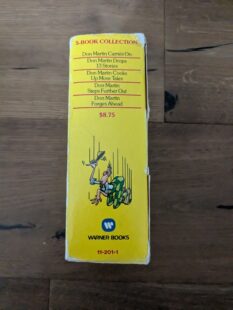 5-BOOK COLLECTION
Don Martin Carries On
Don Martin Drops
13 Stories
Don Martin Cooks
Up More Tales
Don Martin
Steps Further Out
Don Martin
Forges Ahead
$8.75
WARNER BOOKS
11-201-1